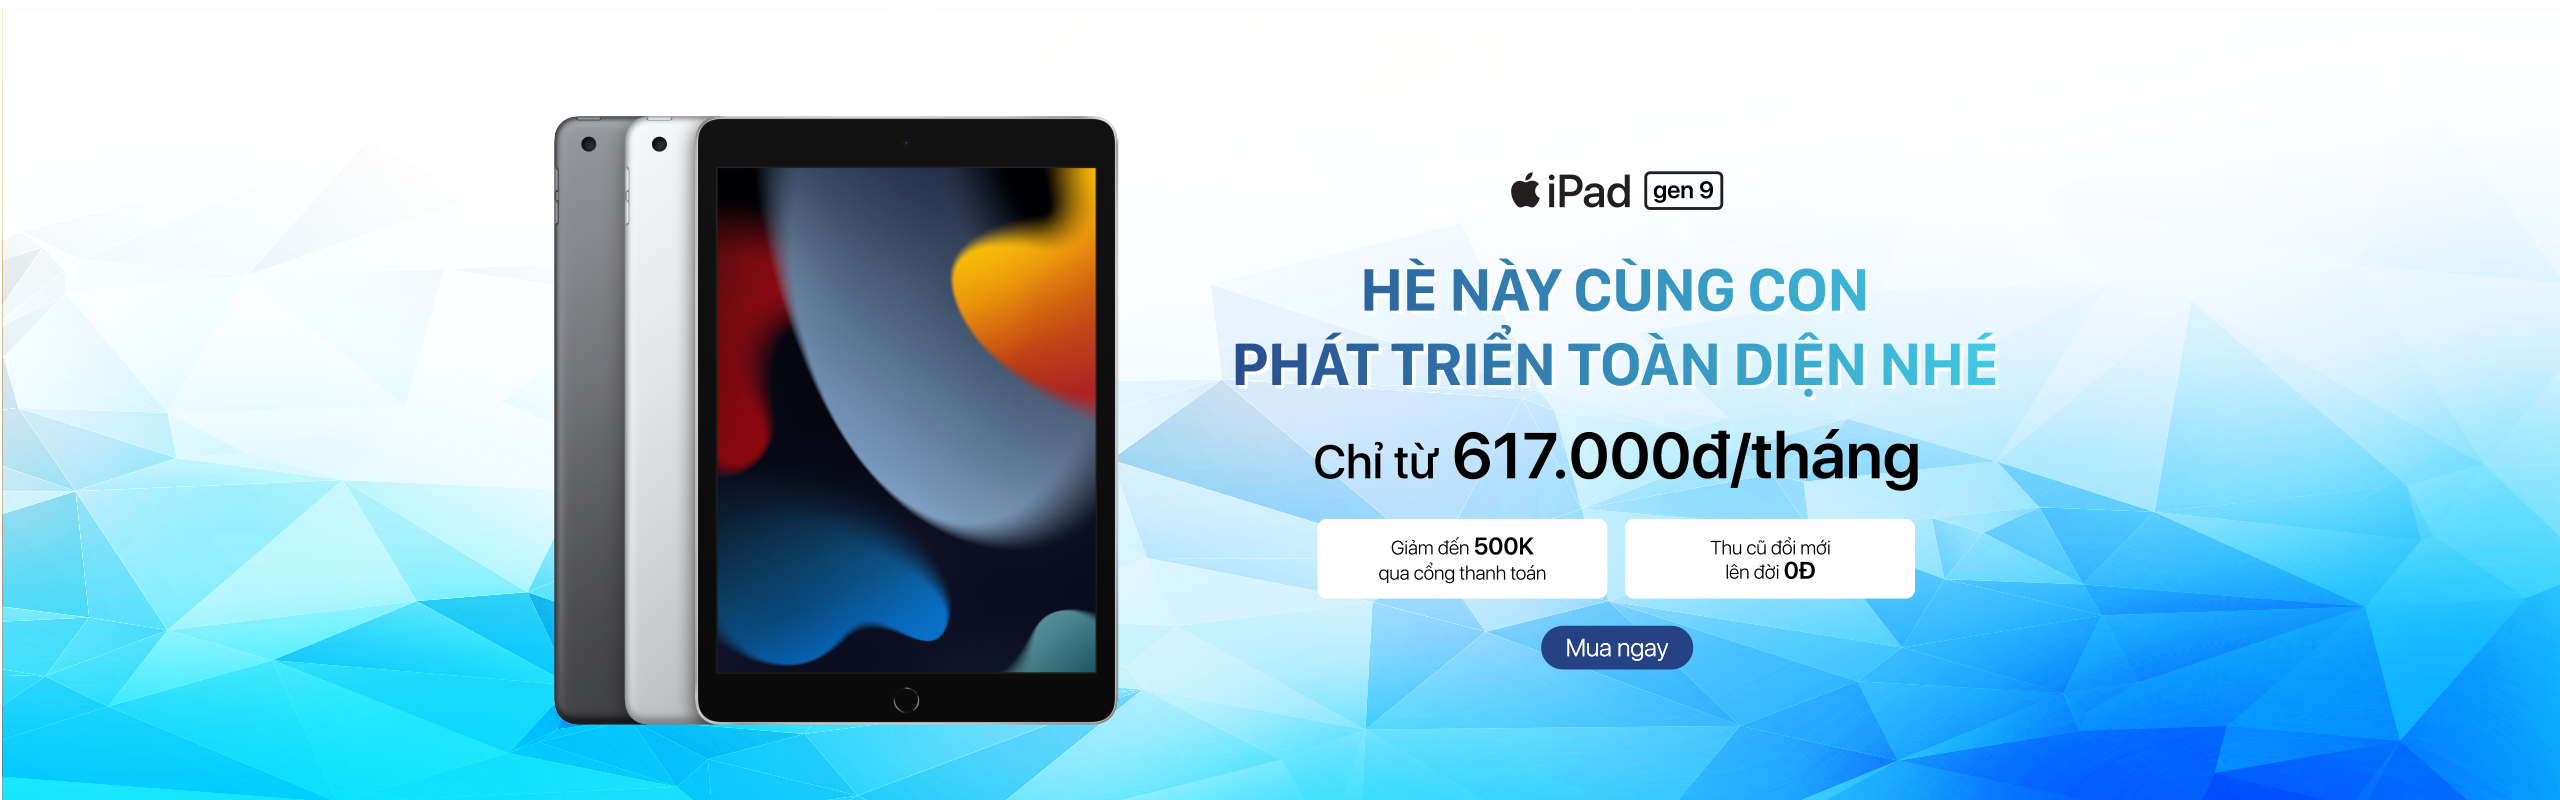 iPad gen 9
HÈ NÀY CÙNG CON
PHÁT TRIỂN TOÀN DIỆN NHÉ
Chỉ từ 617.000đ/tháng
Giảm đến 500K
qua cổng thanh toán
Thu cũ đổi mới
lên đời 0Đ
Mua ngay